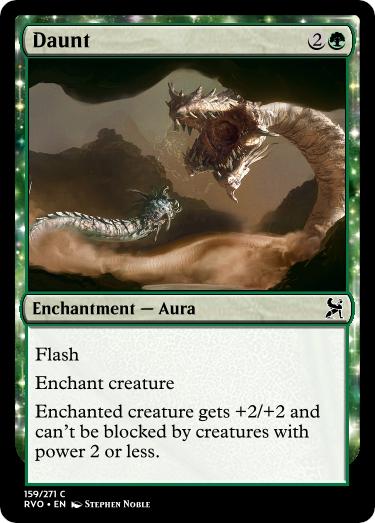 Daunt 2
Enchantment — Aura
Flash
Enchant creature
Enchanted creature gets +2/+2 and
can't be blocked by creatures with
power 2 or less.
159/271 C
RVO • EN Stephen Noble